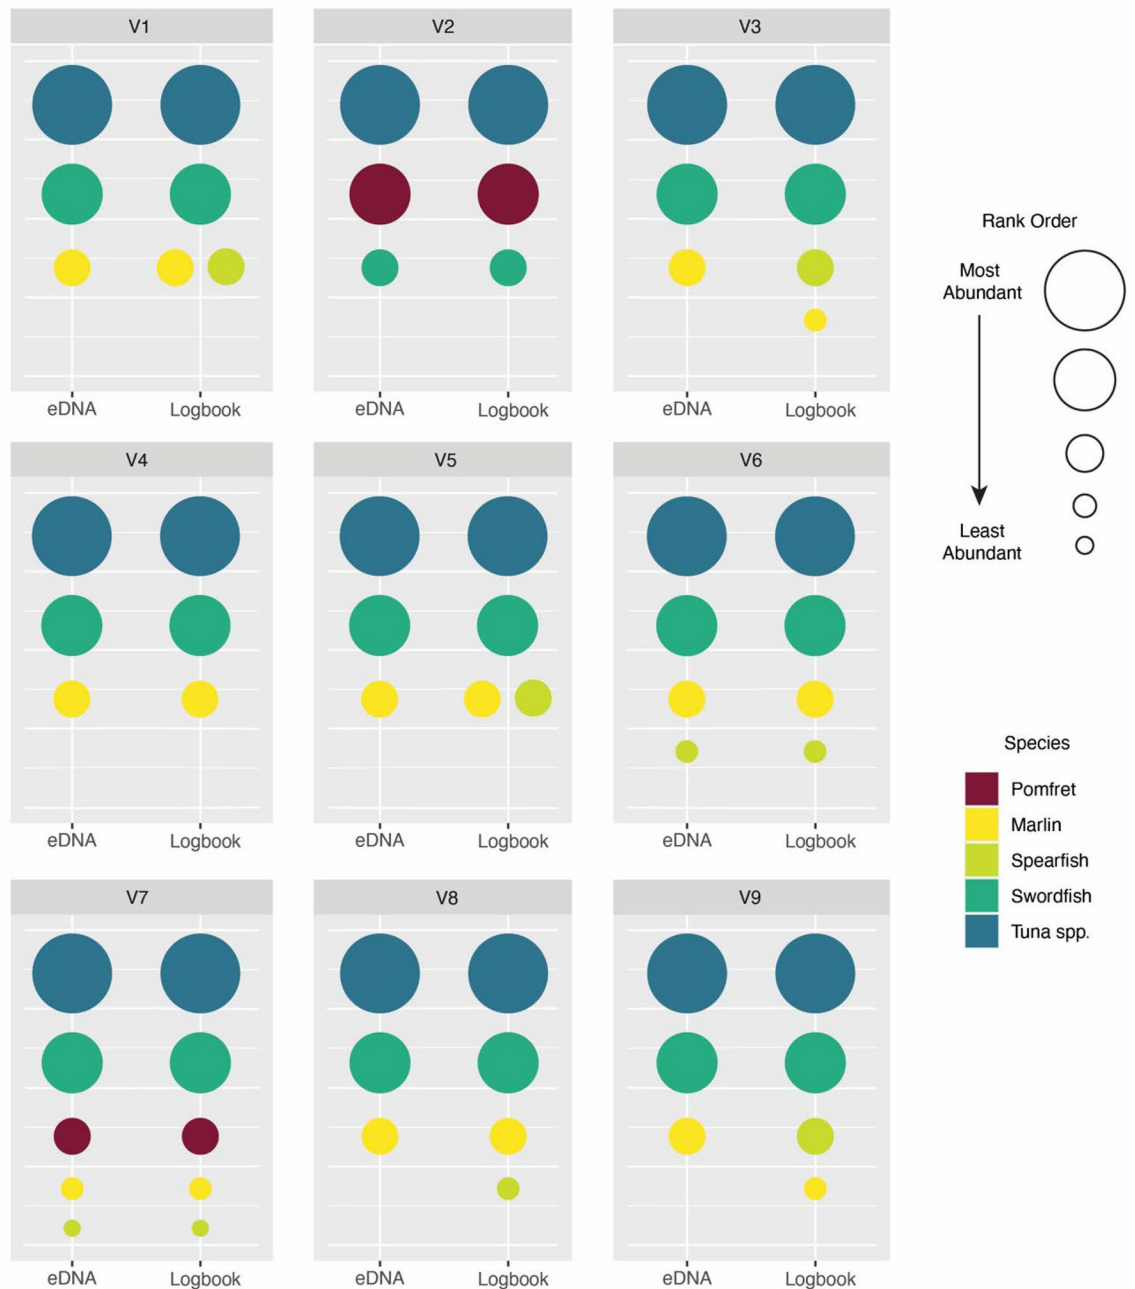 V1
V2
V3
eDNA
Logbook
eDNA
Logbook
eDNA
Logbook
V4
V5
V6
eDNA
Logbook
eDNA
Logbook
eDNA
Logbook
V7
V8
V9
eDNA
Logbook
eDNA
Logbook
eDNA
Logbook
Rank Order
Most
Abundant
Least
Abundant
Species
Pomfret
Marlin
Spearfish
Swordfish
Tuna spp.